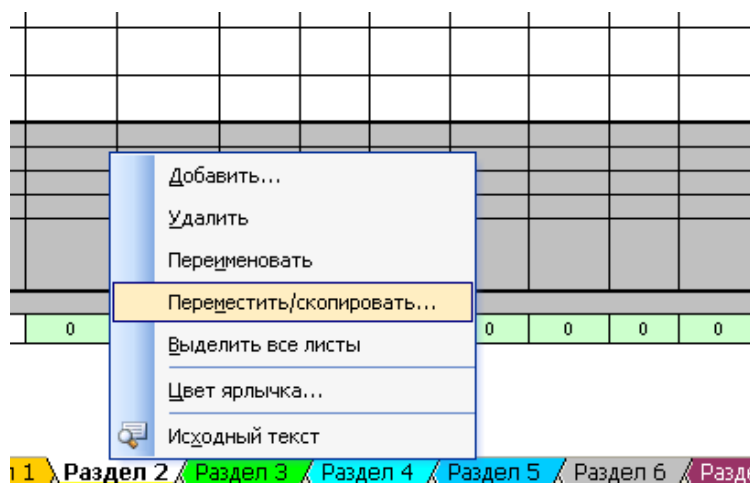 Добавить...
Удалить
Переименовать
Переместить/скопировать...
0 0 0 0 0
Выделить все листы
Цвет ярлычка...
Исходный текст
1 Раздел 2 Раздел 3 Раздел 4 Раздел 5 Раздел 6